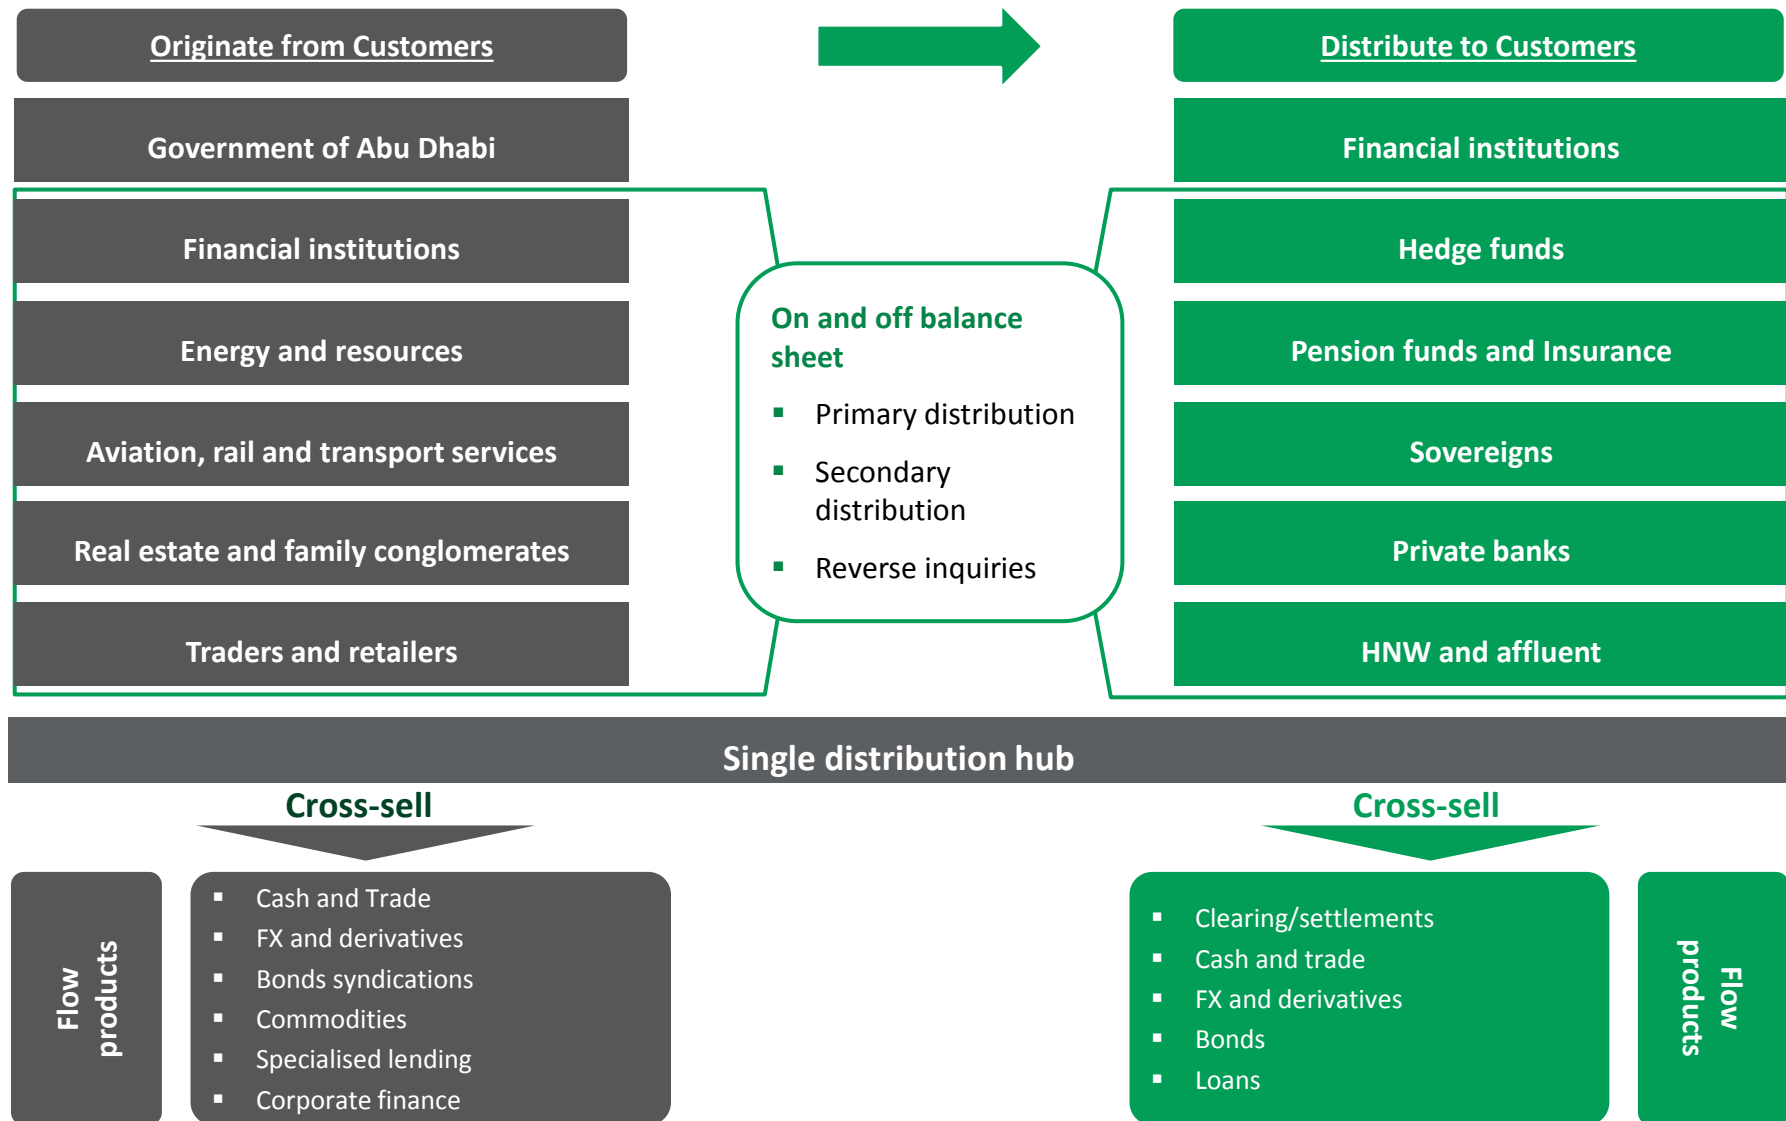 Originate from Customers
Distribute to Customers
Government of Abu Dhabi
Financial institutions
Energy and resources
Aviation, rail and transport services
Real estate and family conglomerates
Traders and retailers
On and off balance
sheet
▪ Primary distribution
▪ Secondary
distribution
▪ Reverse inquiries
Financial institutions
Hedge funds
Pension funds and Insurance
Sovereigns
Private banks
HNW and affluent
Single distribution hub
Cross-sell
Flow
products
▪ Cash and Trade
▪ FX and derivatives
▪ Bonds syndications
▪ Commodities
▪ Specialised lending
▪ Corporate finance
Cross-sell
▪ Clearing/settlements
▪ Cash and trade
▪ FX and derivatives
▪ Bonds
▪ Loans
Flow
products